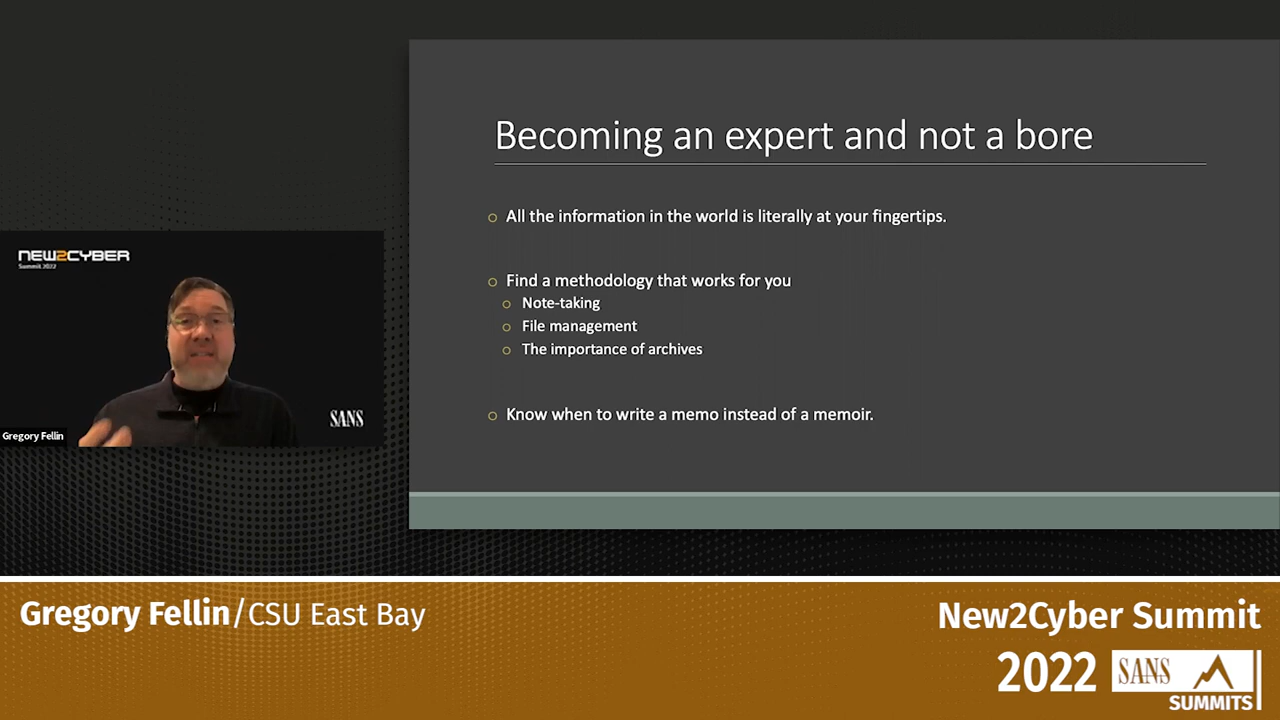 Becoming an expert and not a bore
All the information in the world is literally at your fingertips.
Find a methodology that works for you
Note-taking
File management
The importance of archives
Know when to write a memo instead of a memoir.
NEW2CYBER
Summit 2022
SANS
Gregory Fellin
Gregory Fellin/CSU East Bay
New2Cyber Summit
2022
SANS
SUMMITS